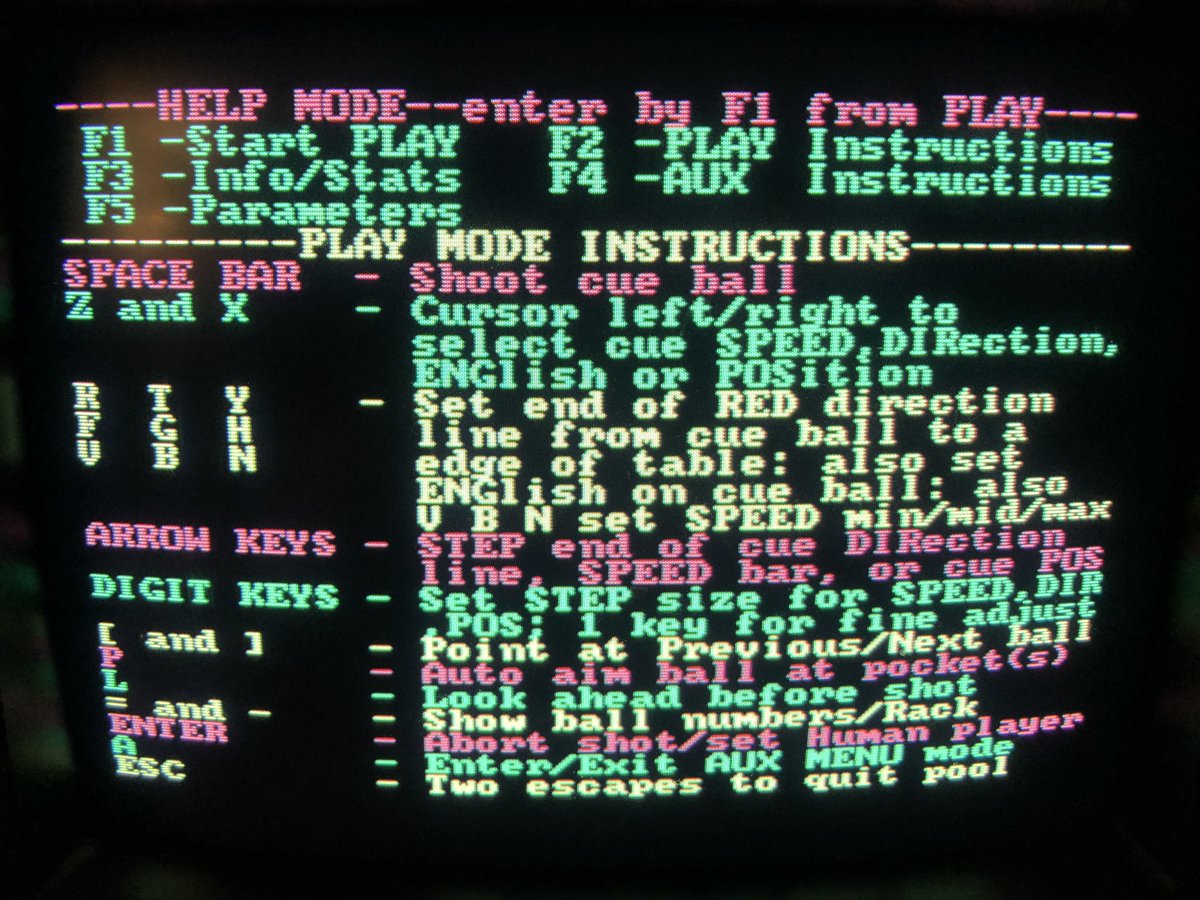 ----HELP MODE--enter by F1 from PLAY----
F1 -Start PLAY F2 -PLAY Instructions
F3 -Info/Stats F4 -AUX Instructions
F5 -Parameters
---------PLAY MODE INSTRUCTIONS---------
SPACE BAR - Shoot cue ball
Z and X - Cursor left/right to
select cue SPEED,DIRection,
ENGlish or POSition
R T Y - Set end of RED direction
F G H line from cue ball to a
V B N edge of table: also set
ENGlish on cue ball: also
V B N set SPEED min/mid/max
ARROW KEYS - STEP end of cue DIRection
line, SPEED bar, or cue POS
DIGIT KEYS - Set STEP size for SPEED,DIR
,POS; 1 key for fine adjust
[ and ] - Point at Previous/Next ball
P - Auto aim ball at pocket(s)
L - Look ahead before shot
= and - - Show ball numbers/Rack
ENTER - Abort shot/set Human player
A - Enter/Exit AUX MENU mode
ESC - Two escapes to quit pool